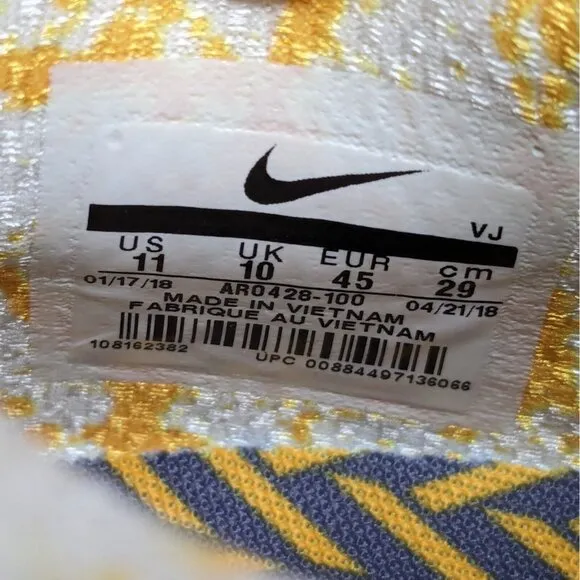 VJ
US UK EUR cm
11 10 45 29
01/17/18 AR0428-100 04/21/18
MADE IN VIETNAM
FABRIQUE AU VIETNAM
108162382 UPC 00884497136066